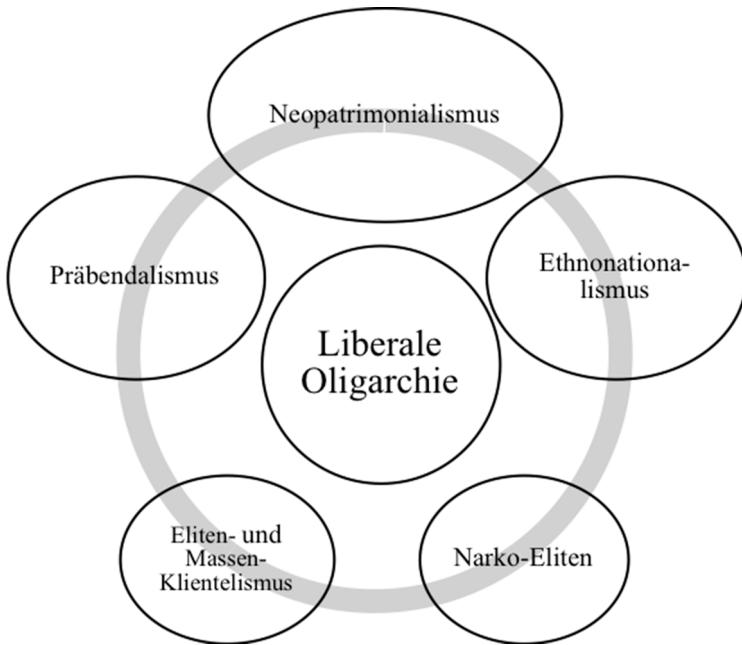 Neopatrimonialismus
Präbendalismus
Ethnonationa-
lismus
Liberale
Oligarchie
Eliten- und
Massen-
Klientelismus
Narko-Eliten